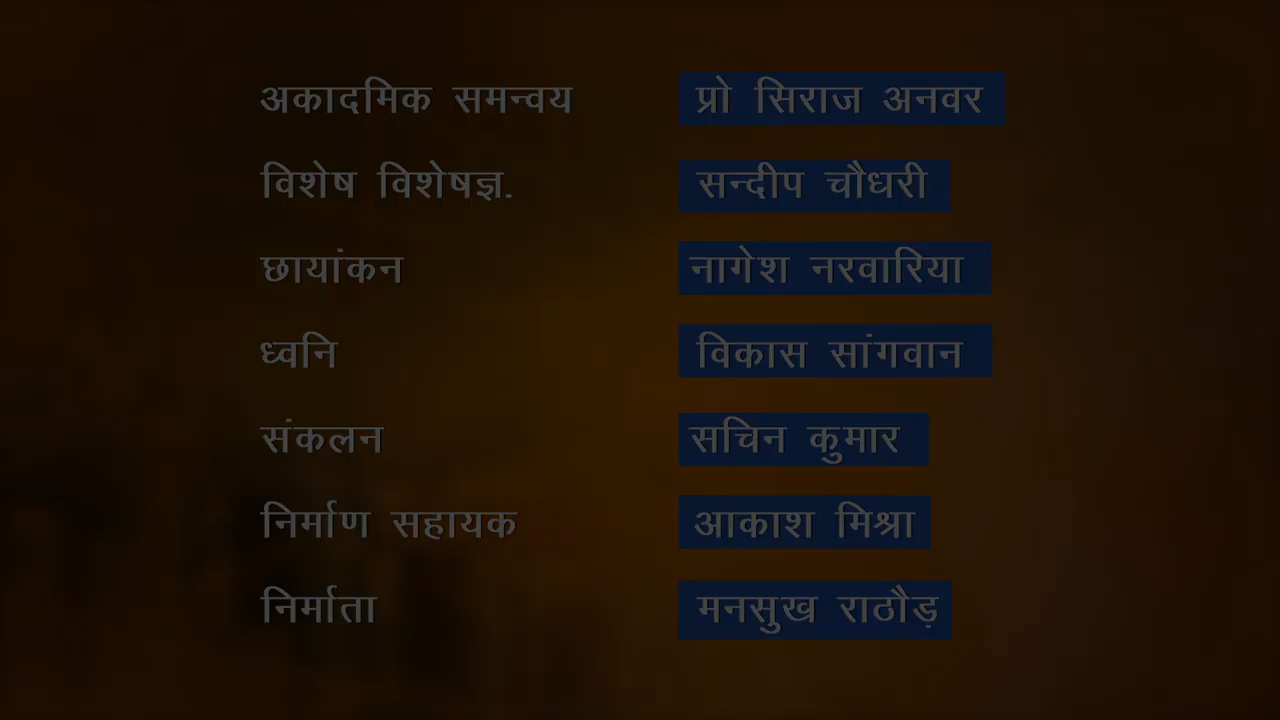 अकादमिक समन्वय प्रो सिराज अनवर
विशेष विशेषज्ञ. सन्दीप चौधरी
छायांकन नागेश नरवारिया
ध्वनि विकास सांगवान
संकलन सचिन कुमार
निर्माण सहायक आकाश मिश्रा
निर्माता मनसुख राठौड़